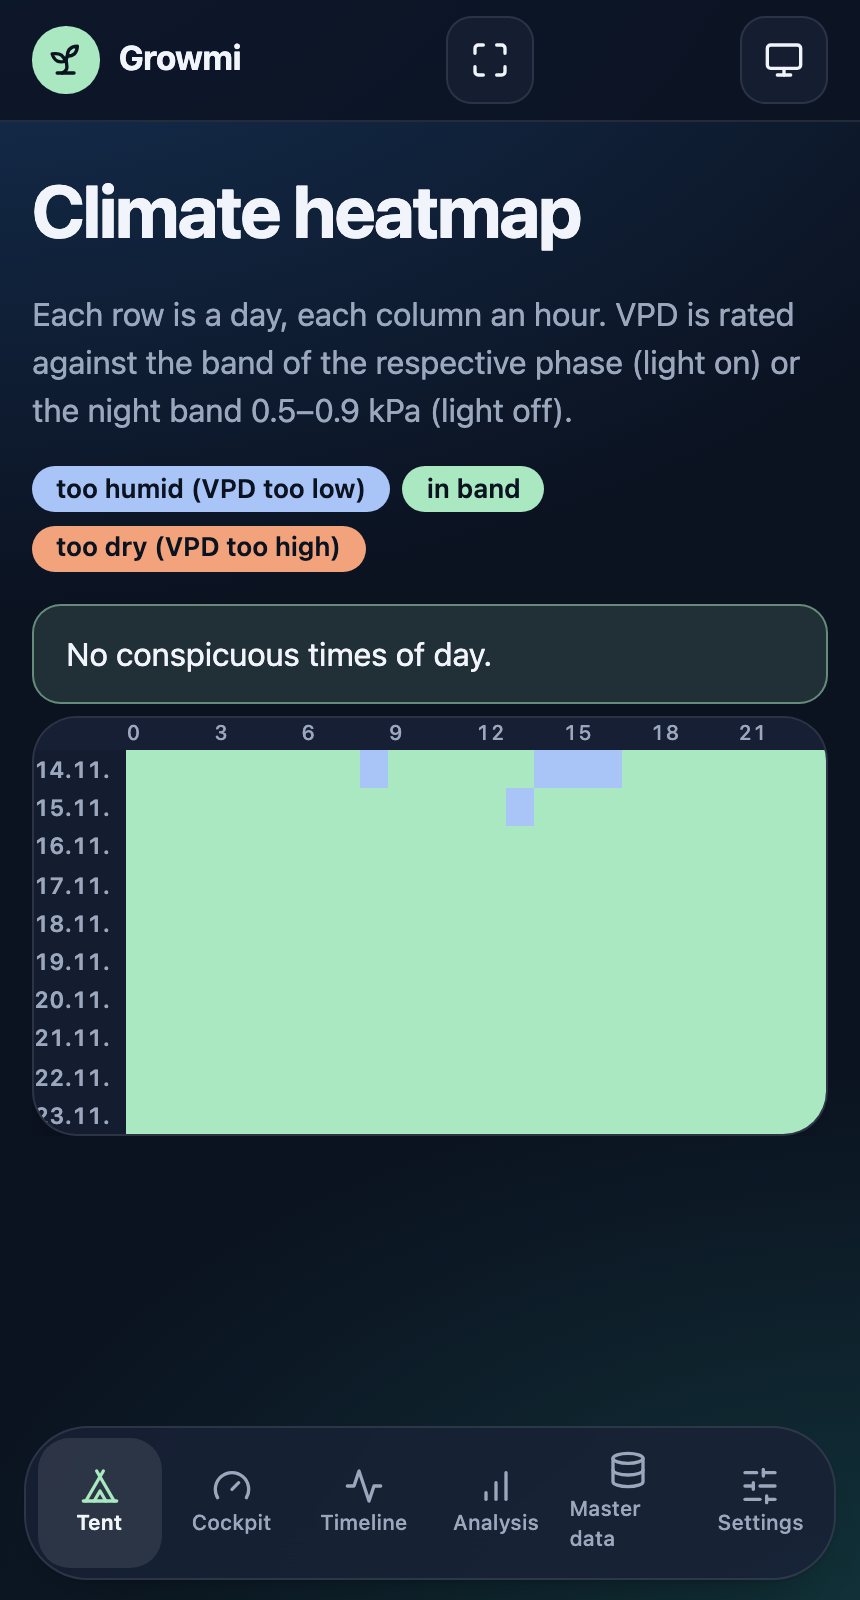 Growmi
Climate heatmap
Each row is a day, each column an hour. VPD is rated
against the band of the respective phase (light on) or
the night band 0.5–0.9 kPa (light off).
too humid (VPD too low)
in band
too dry (VPD too high)
No conspicuous times of day.
0 3 6 9 12 15 18 21
14.11.
15.11.
16.11.
17.11.
18.11.
19.11.
20.11.
21.11.
22.11.
23.11.
Tent
Cockpit
Timeline
Analysis
Master
data
Settings